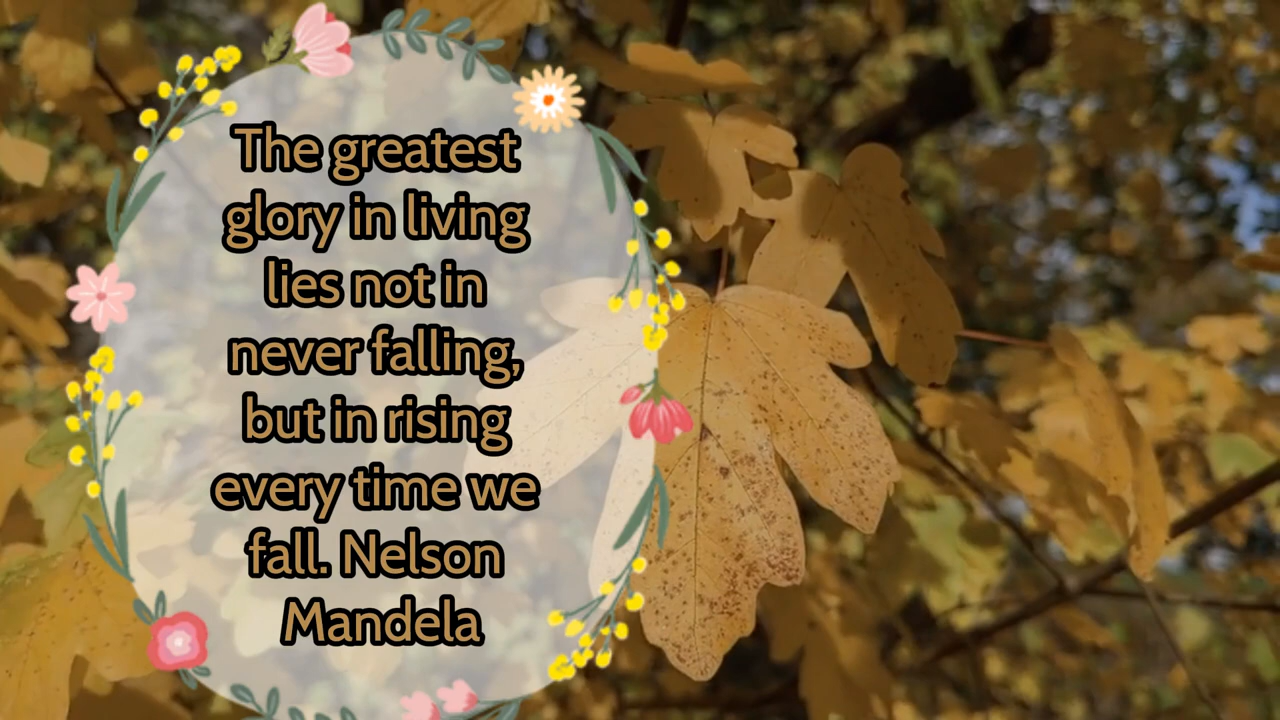 The greatest
glory in living
lies not in
never falling,
but in rising
every time we
fall. Nelson
Mandela